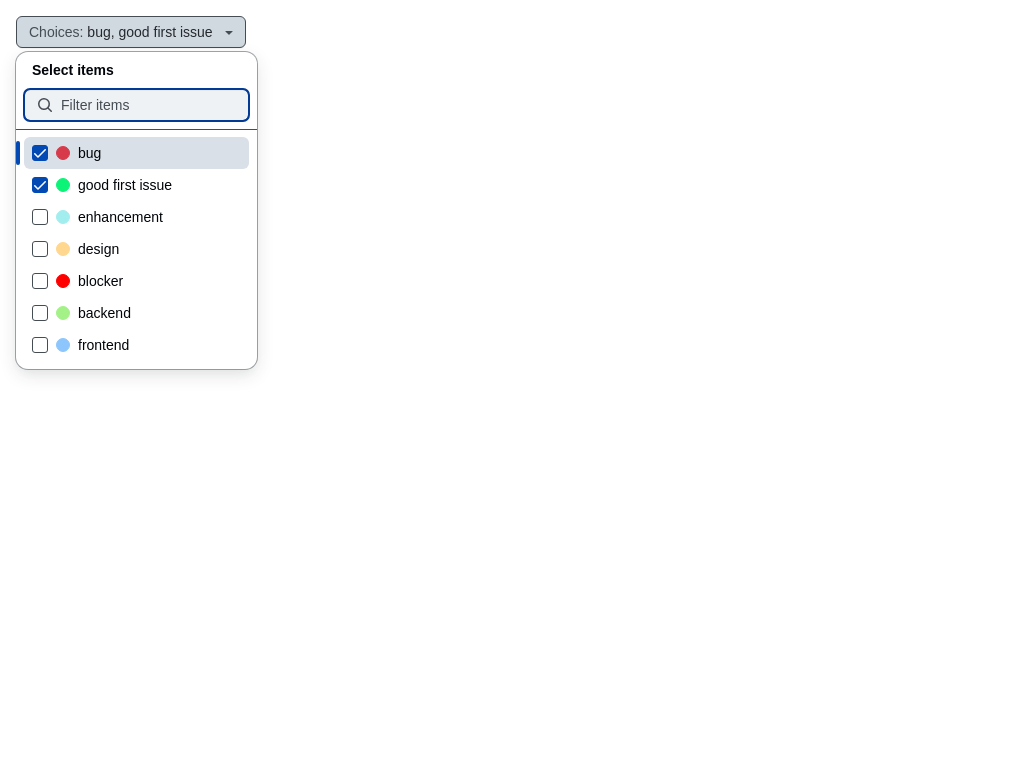 Choices: bug, good first issue
Select items
Filter items
bug
good first issue
enhancement
design
blocker
backend
frontend